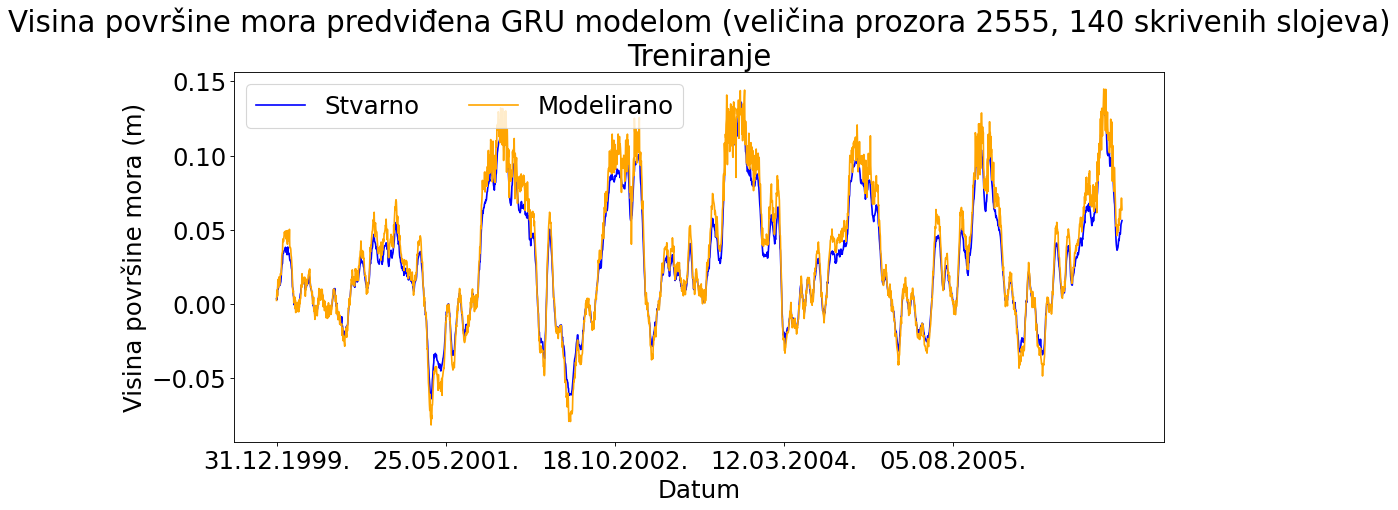 Visina površine mora predviđena GRU modelom (veličina prozora 2555, 140 skrivenih slojeva)
Treniranje
Stvarno
Modelirano
Visina površine mora (m)
0.15
0.10
0.05
0.00
−0.05
31.12.1999.
25.05.2001.
18.10.2002.
12.03.2004.
05.08.2005.
Datum